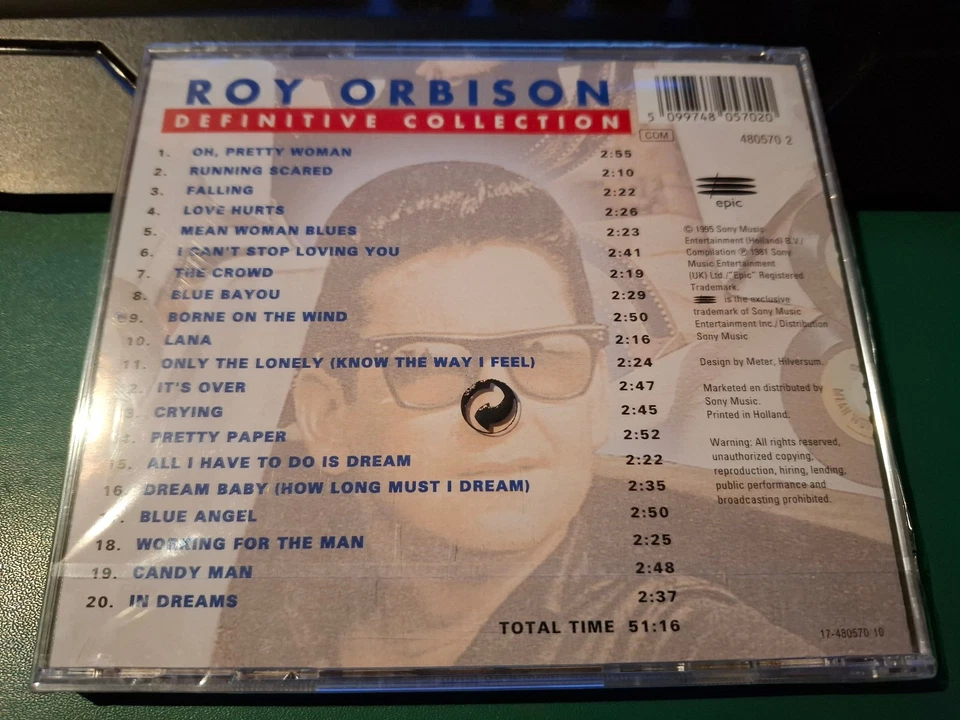 ROY ORBISON
DEFINITIVE COLLECTION
1. OH, PRETTY WOMAN 2:55
2. RUNNING SCARED 2:10
3. FALLING 2:22
4. LOVE HURTS 2:26
5. MEAN WOMAN BLUES 2:23
6. I CAN'T STOP LOVING YOU 2:41
7. THE CROWD 2:19
8. BLUE BAYOU 2:29
9. BORNE ON THE WIND 2:50
10. LANA 2:16
11. ONLY THE LONELY (KNOW THE WAY I FEEL) 2:24
2. IT'S OVER 2:47
3. CRYING 2:45
PRETTY PAPER 2:52
15. ALL I HAVE TO DO IS DREAM 2:22
16. DREAM BABY (HOW LONG MUST I DREAM) 2:35
BLUE ANGEL 2:50
18. WORKING FOR THE MAN 2:25
19. CANDY MAN 2:48
20. IN DREAMS 2:37
TOTAL TIME 51:16
5 099748 057020
CDM
480570 2
epic
© 1995 Sony Music
Entertainment (Holland) B.V./
Compilation ℗ 1981 Sony
Music Entertainment
(UK) Ltd./"Epic" Registered
Trademark.
is the exclusive
trademark of Sony Music
Entertainment Inc./Distribution
Sony Music
Design by Meter, Hilversum.
Marketed en distributed by
Sony Music.
Printed in Holland.
Warning: All rights reserved,
unauthorized copying,
reproduction, hiring, lending,
public performance and
broadcasting prohibited.
17-480570 10